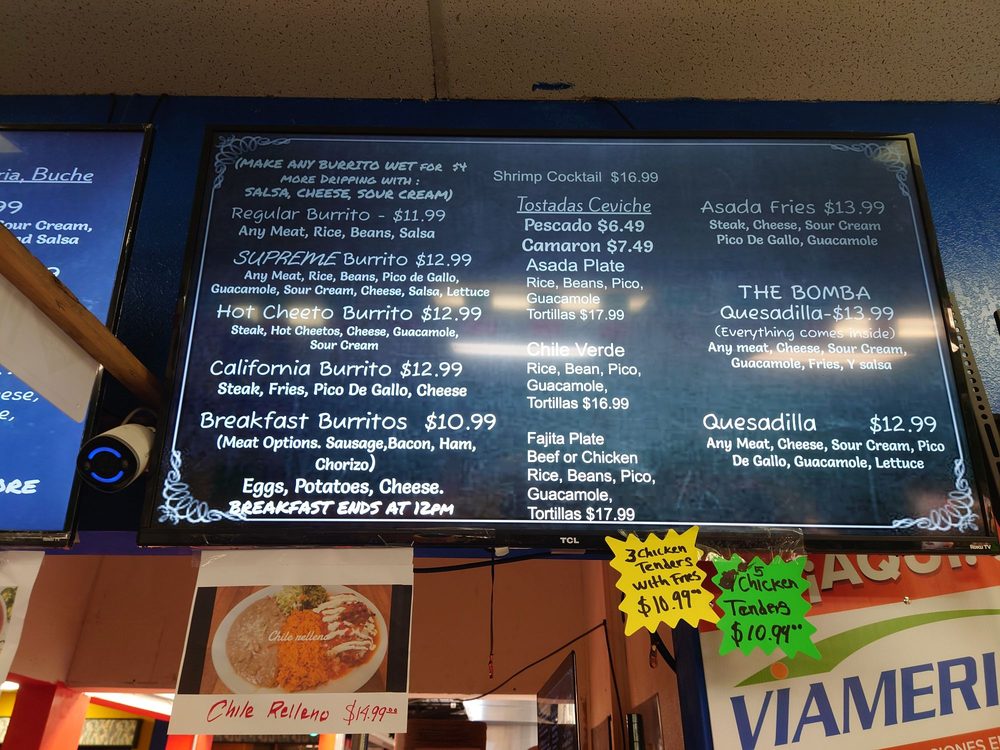 ria, Buche
99
our Cream,
nd Salsa
ese,
e,
ORE
(MAKE ANY BURRITO WET FOR $4
MORE DRIPPING WITH :
SALSA, CHEESE, SOUR CREAM)
Regular Burrito - $11.99
Any Meat, Rice, Beans, Salsa
SUPREME Burrito $12.99
Any Meat, Rice, Beans, Pico de Gallo,
Guacamole, Sour Cream, Cheese, Salsa, Lettuce
Hot Cheeto Burrito $12.99
Steak, Hot Cheetos, Cheese, Guacamole,
Sour Cream
California Burrito $12.99
Steak, Fries, Pico De Gallo, Cheese
Breakfast Burritos $10.99
(Meat Options. Sausage,Bacon, Ham,
Chorizo)
Eggs, Potatoes, Cheese.
BREAKFAST ENDS AT 12PM
Shrimp Cocktail $16.99
Tostadas Ceviche
Pescado $6.49
Camaron $7.49
Asada Plate
Rice, Beans, Pico,
Guacamole
Tortillas $17.99
Chile Verde
Rice, Bean, Pico,
Guacamole,
Tortillas $16.99
Fajita Plate
Beef or Chicken
Rice, Beans, Pico,
Guacamole,
Tortillas $17.99
Asada Fries $13.99
Steak, Cheese, Sour Cream
Pico De Gallo, Guacamole
THE BOMBA
Quesadilla-$13.99
(Everything comes inside)
Any meat, Cheese, Sour Cream,
Guacamole, Fries, Y salsa
Quesadilla $12.99
Any Meat, Cheese, Sour Cream, Pico
De Gallo, Guacamole, Lettuce
TCL
Roku TV
Chile relleno
Chile Relleno $14.99
3 Chicken
Tenders
with Fries
$10.99
5
Chicken
Tenders
$10.99
¡AQUÍ!
VIAMERI